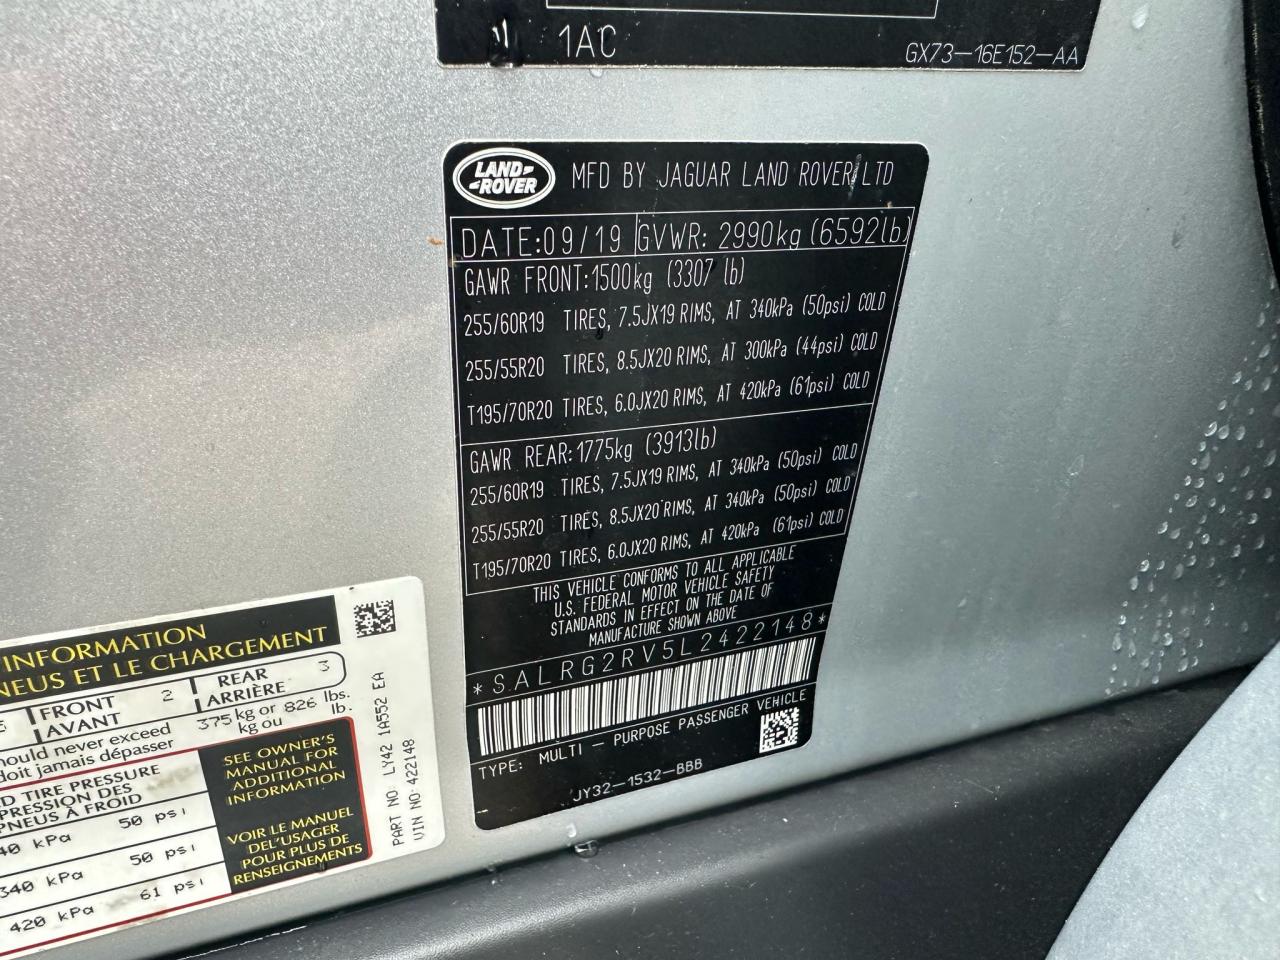 1AC
GX73-16E152-AA
LAND ROVER
MFD BY JAGUAR LAND ROVER LTD
DATE:09/19 GVWR: 2990kg (6592lb)
GAWR FRONT:1500kg (3307 lb)
255/60R19 TIRES, 7.5JX19 RIMS, AT 340kPa (50psi) COLD
255/55R20 TIRES, 8.5JX20 RIMS, AT 300kPa (44psi) COLD
T195/70R20 TIRES, 6.0JX20 RIMS, AT 420kPa (61psi) COLD
GAWR REAR:1775kg (3913lb)
255/60R19 TIRES, 7.5JX19 RIMS, AT 340kPa (50psi) COLD
255/55R20 TIRES, 8.5JX20 RIMS, AT 340kPa (50psi) COLD
T195/70R20 TIRES, 6.0JX20 RIMS, AT 420kPa (61psi) COLD
THIS VEHICLE CONFORMS TO ALL APPLICABLE
U.S. FEDERAL MOTOR VEHICLE SAFETY
STANDARDS IN EFFECT ON THE DATE OF
MANUFACTURE SHOWN ABOVE
*SALRG2RV5L2422148*
TYPE: MULTI - PURPOSE PASSENGER VEHICLE
JY32-1532-BBB
INFORMATION
NEUS ET LE CHARGEMENT
FRONT 2 REAR 3
AVANT ARRIÈRE
should never exceed 375 kg or 826 lbs.
doit jamais dépasser kg ou lb.
TIRE PRESSURE
PRESSION DES
PNEUS À FROID
40 kPa 50 psi
340 kPa 50 psi
420 kPa 61 psi
SEE OWNER'S
MANUAL FOR
ADDITIONAL
INFORMATION
VOIR LE MANUEL
DEL'USAGER
POUR PLUS DE
RENSEIGNEMENTS
PART NO: LY42 1A552 EA
VIN NO: 422148